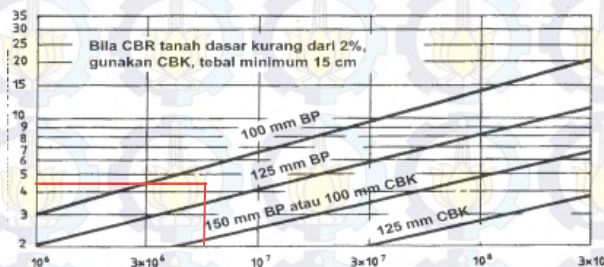 35
30
25
20
15
10
9
8
7
6
5
4
3
2
Bila CBR tanah dasar kurang dari 2%,
gunakan CBK, tebal minimum 15 cm
100 mm BP
125 mm BP
150 mm BP atau 100 mm CBK
125 mm CBK
10⁶ 3×10⁶ 10⁷ 3×10⁷ 10⁸ 3×10